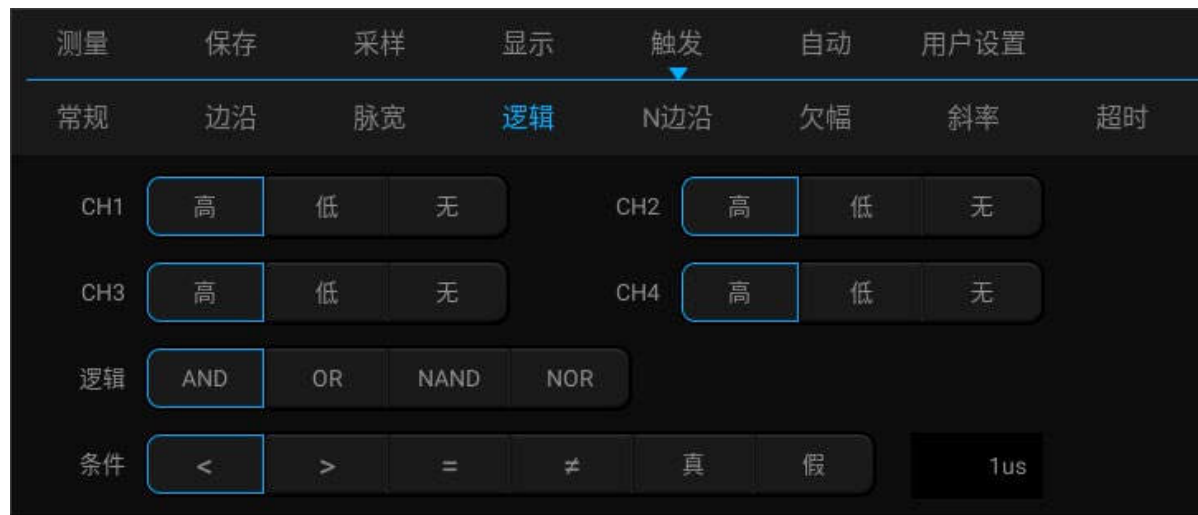 测量 保存 采样 显示 触发 自动 用户设置
常规 边沿 脉宽 逻辑 N边沿 欠幅 斜率 超时
CH1 高 低 无 CH2 高 低 无
CH3 高 低 无 CH4 高 低 无
逻辑 AND OR NAND NOR
条件 < > = ≠ 真 假 1us